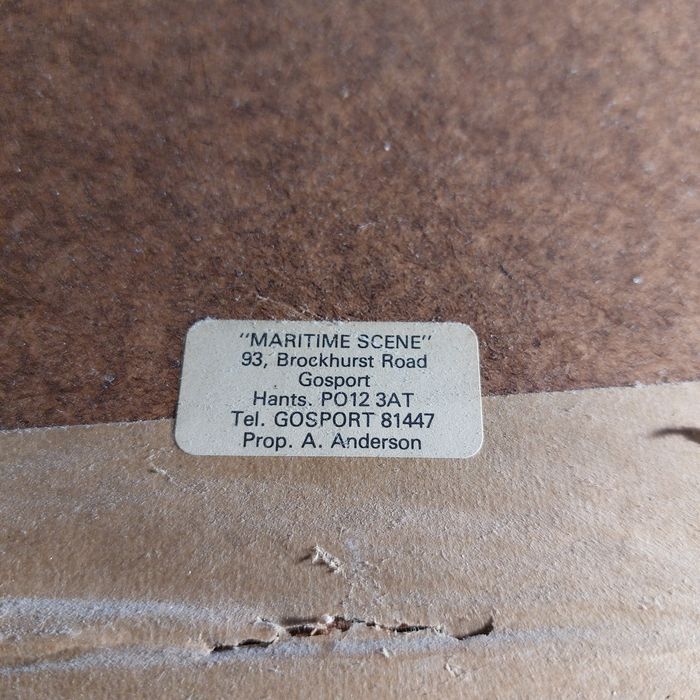 "MARITIME SCENE"
93, Brockhurst Road
Gosport
Hants. PO12 3AT
Tel. GOSPORT 81447
Prop. A. Anderson